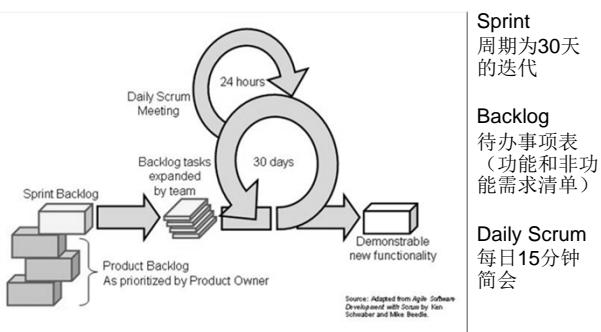 24 hours
Daily Scrum
Meeting
Backlog tasks
expanded
by team
30 days
Sprint Backlog
Demonstrable
new functionality
Product Backlog
As prioritized by Product Owner
Source: Adapted from Agile Software
Development with Scrum by Ken
Schwaber and Mike Beedle.
Sprint
周期为30天
的迭代
Backlog
待办事项表
（功能和非功
能需求清单）
Daily Scrum
每日15分钟
简会